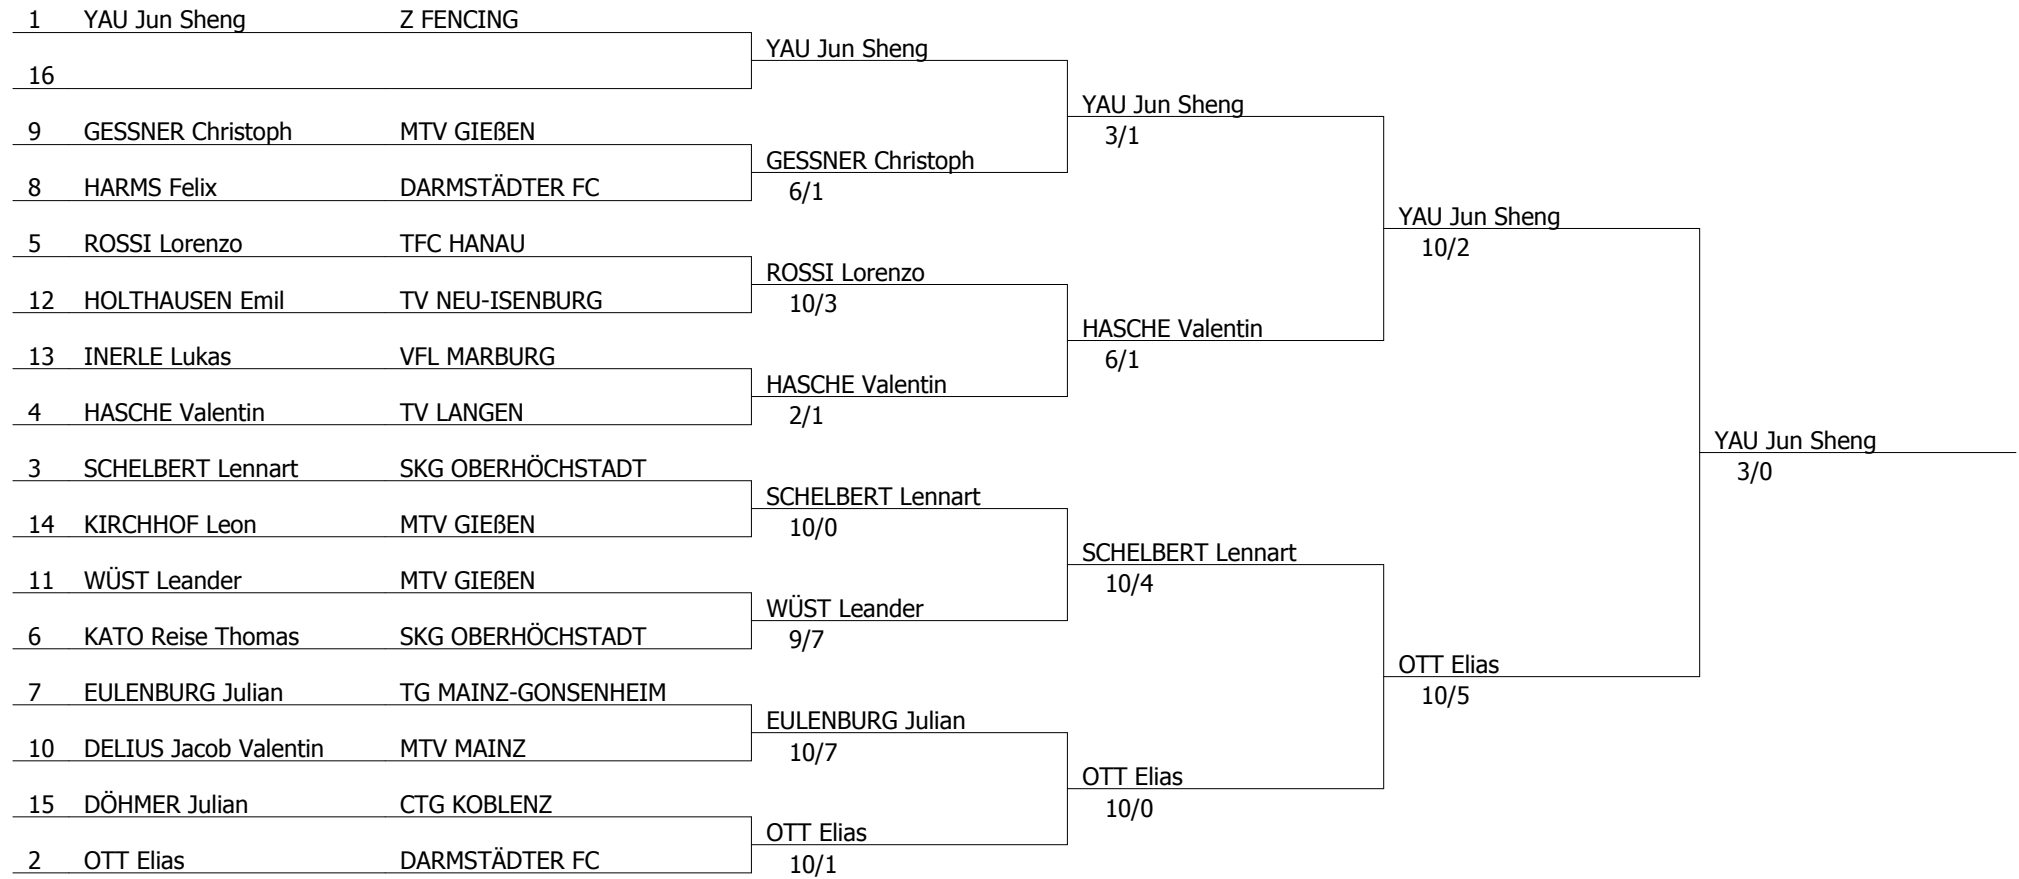 1 YAU Jun Sheng Z FENCING
YAU Jun Sheng
16
YAU Jun Sheng
3/1
9 GESSNER Christoph MTV GIEßEN
GESSNER Christoph
6/1
8 HARMS Felix DARMSTÄDTER FC
YAU Jun Sheng
10/2
5 ROSSI Lorenzo TFC HANAU
ROSSI Lorenzo
10/3
12 HOLTHAUSEN Emil TV NEU-ISENBURG
HASCHE Valentin
6/1
13 INERLE Lukas VFL MARBURG
HASCHE Valentin
2/1
4 HASCHE Valentin TV LANGEN
YAU Jun Sheng
3/0
3 SCHELBERT Lennart SKG OBERHÖCHSTADT
SCHELBERT Lennart
10/0
14 KIRCHHOF Leon MTV GIEßEN
SCHELBERT Lennart
10/4
11 WÜST Leander MTV GIEßEN
WÜST Leander
9/7
6 KATO Reise Thomas SKG OBERHÖCHSTADT
OTT Elias
10/5
7 EULENBURG Julian TG MAINZ-GONSENHEIM
EULENBURG Julian
10/7
10 DELIUS Jacob Valentin MTV MAINZ
OTT Elias
10/0
15 DÖHMER Julian CTG KOBLENZ
OTT Elias
10/1
2 OTT Elias DARMSTÄDTER FC